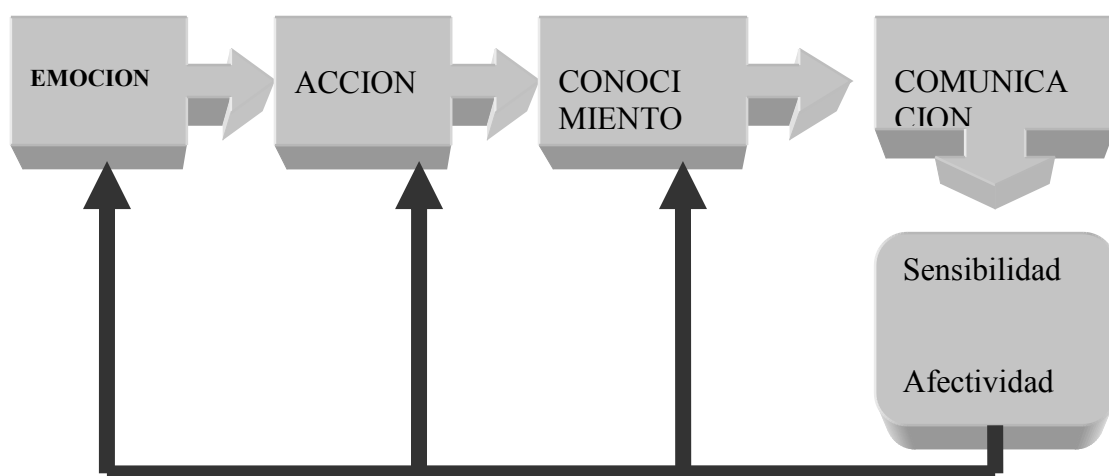 EMOCION
ACCION
CONOCI
MIENTO
COMUNICA
CION
Sensibilidad
Afectividad